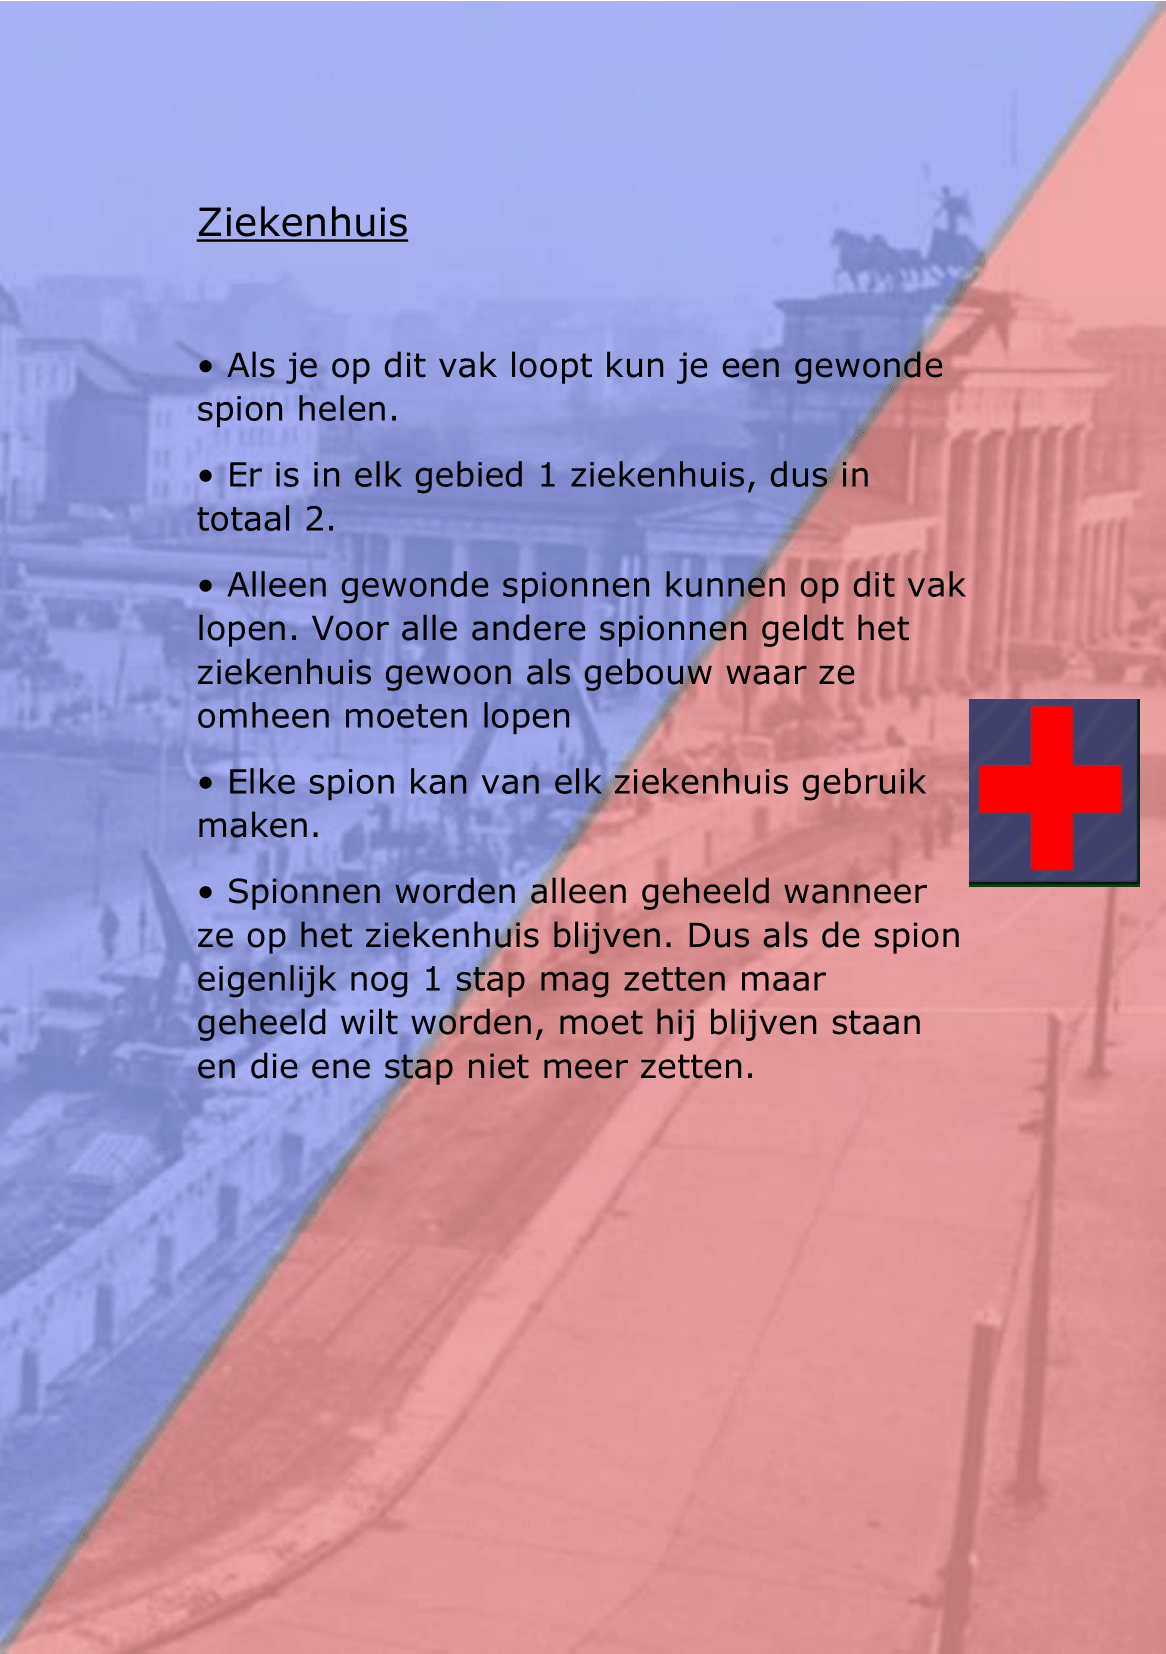 Ziekenhuis
• Als je op dit vak loopt kun je een gewonde
spion helen.
• Er is in elk gebied 1 ziekenhuis, dus in
totaal 2.
• Alleen gewonde spionnen kunnen op dit vak
lopen. Voor alle andere spionnen geldt het
ziekenhuis gewoon als gebouw waar ze
omheen moeten lopen
• Elke spion kan van elk ziekenhuis gebruik
maken.
• Spionnen worden alleen geheeld wanneer
ze op het ziekenhuis blijven. Dus als de spion
eigenlijk nog 1 stap mag zetten maar
geheeld wilt worden, moet hij blijven staan
en die ene stap niet meer zetten.